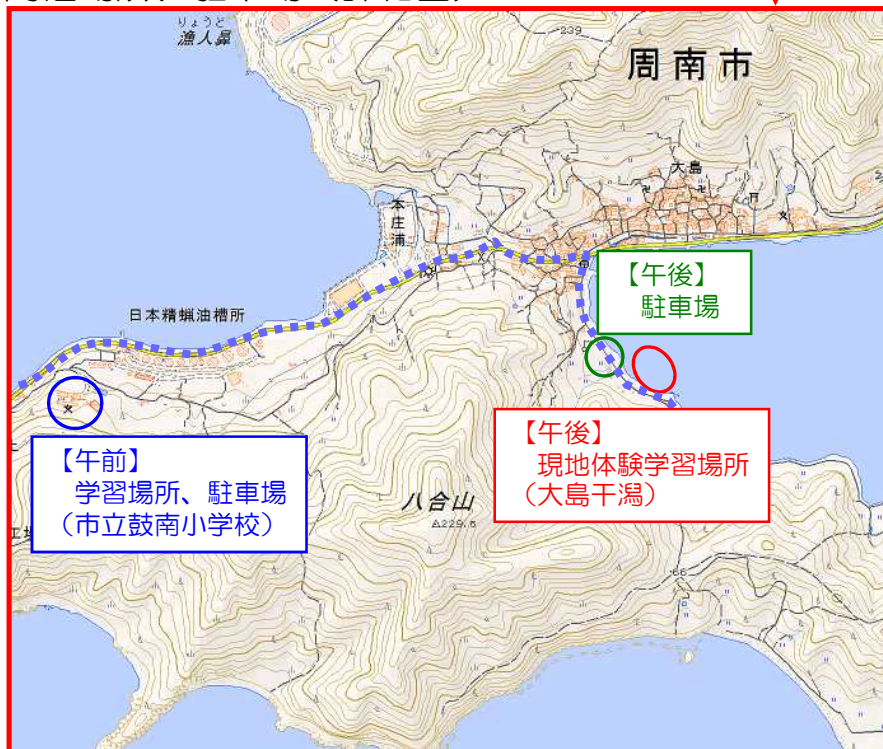 りょうど
漁人鼻
239
周南市
大島
本庄浦
日本精蝋油槽所
【午後】
駐車場
【午前】
学習場所、駐車場
（市立鼓南小学校）
【午後】
現地体験学習場所
（大島干潟）
八合山
△229.6
66